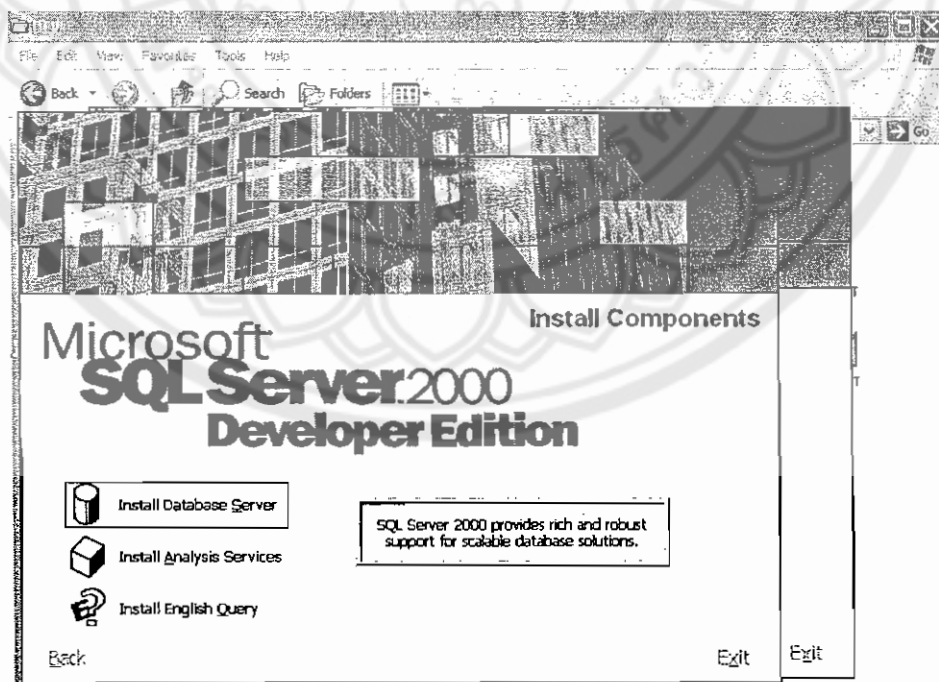 File Edit View Favorites Tools Help
Back Search Folders
Go
Install Components
Microsoft
SQL Server 2000
Developer Edition
Install Database Server
SQL Server 2000 provides rich and robust
support for scalable database solutions.
Install Analysis Services
Install English Query
Back Exit Exit